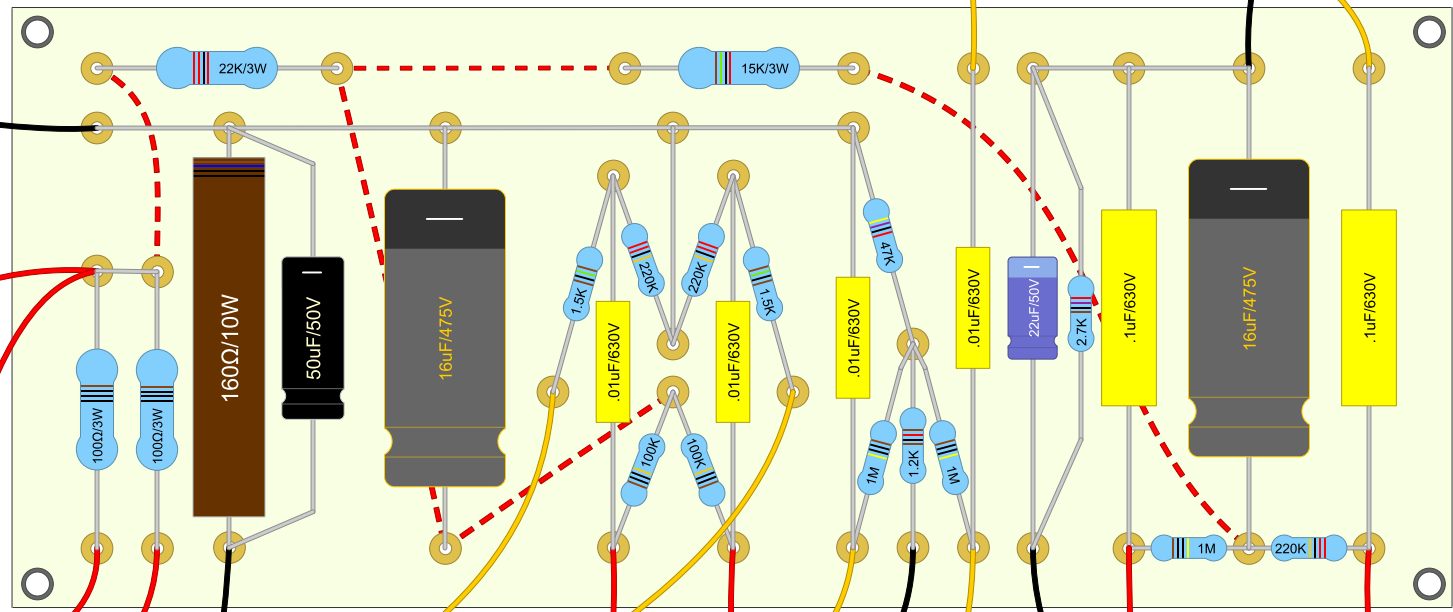 22K/3W
15K/3W
100Ω/3W
100Ω/3W
160Ω/10W
50uF/50V
16uF/475V
1.5K
.01uF/630V
220K
220K
.01uF/630V
1.5K
100K
100K
.01uF/630V
47K
1M
1.2K
1M
.01uF/630V
22uF/50V
2.7K
.1uF/630V
16uF/475V
.1uF/630V
1M
220K